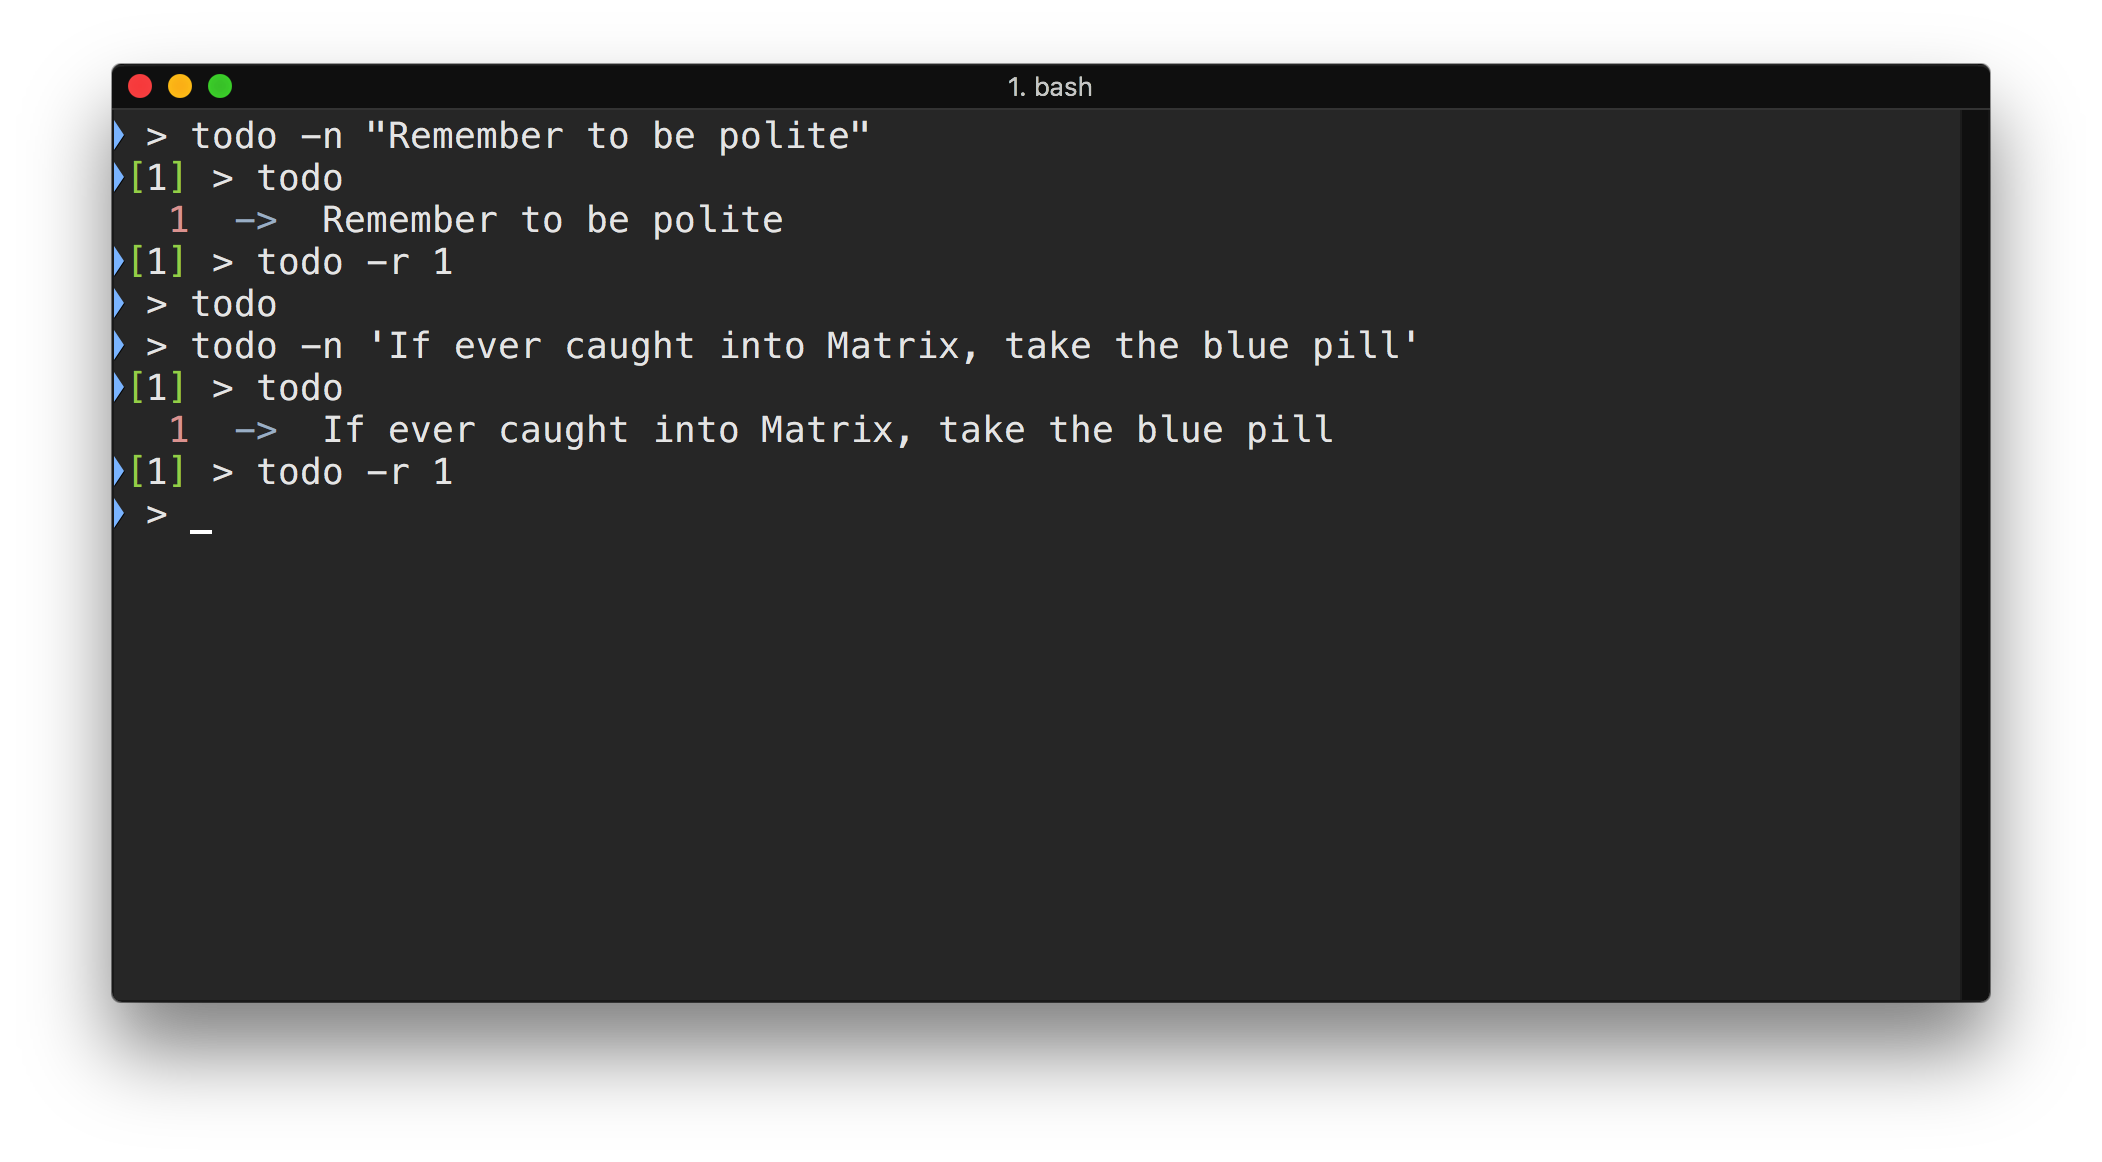 1. bash
> todo -n "Remember to be polite"
[1] > todo
1 -> Remember to be polite
[1] > todo -r 1
> todo
> todo -n 'If ever caught into Matrix, take the blue pill'
[1] > todo
1 -> If ever caught into Matrix, take the blue pill
[1] > todo -r 1
> _